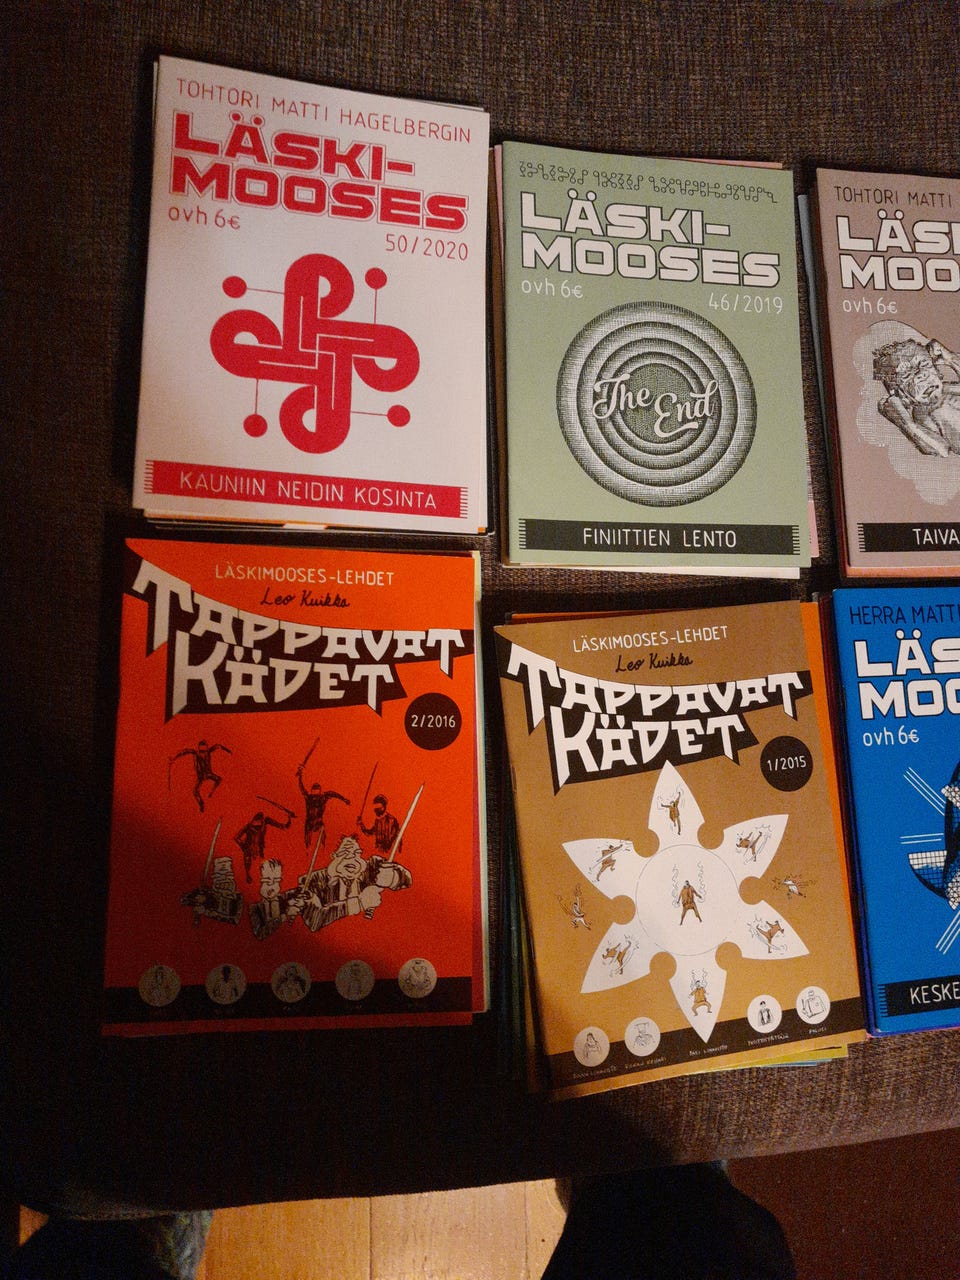 TOHTORI MATTI HAGELBERGIN
LÄSKI-
MOOSES
ovh 6€
50/2020
KAUNIIN NEIDIN KOSINTA
LÄSKI-
MOOSES
ovh 6€
46/2019
The End
FINIITTIEN LENTO
TOHTORI MATTI
LÄS
MOO
ovh 6€
TAIVA
LÄSKIMOOSES-LEHDET
Leo Kuikka
TAPPAVAT
KÄDET
2/2016
LÄSKIMOOSES-LEHDET
Leo Kuikka
TAPPAVAT
KÄDET
1/2015
HERRA MATTI
LÄS
MOO
ovh 6€
KESKE